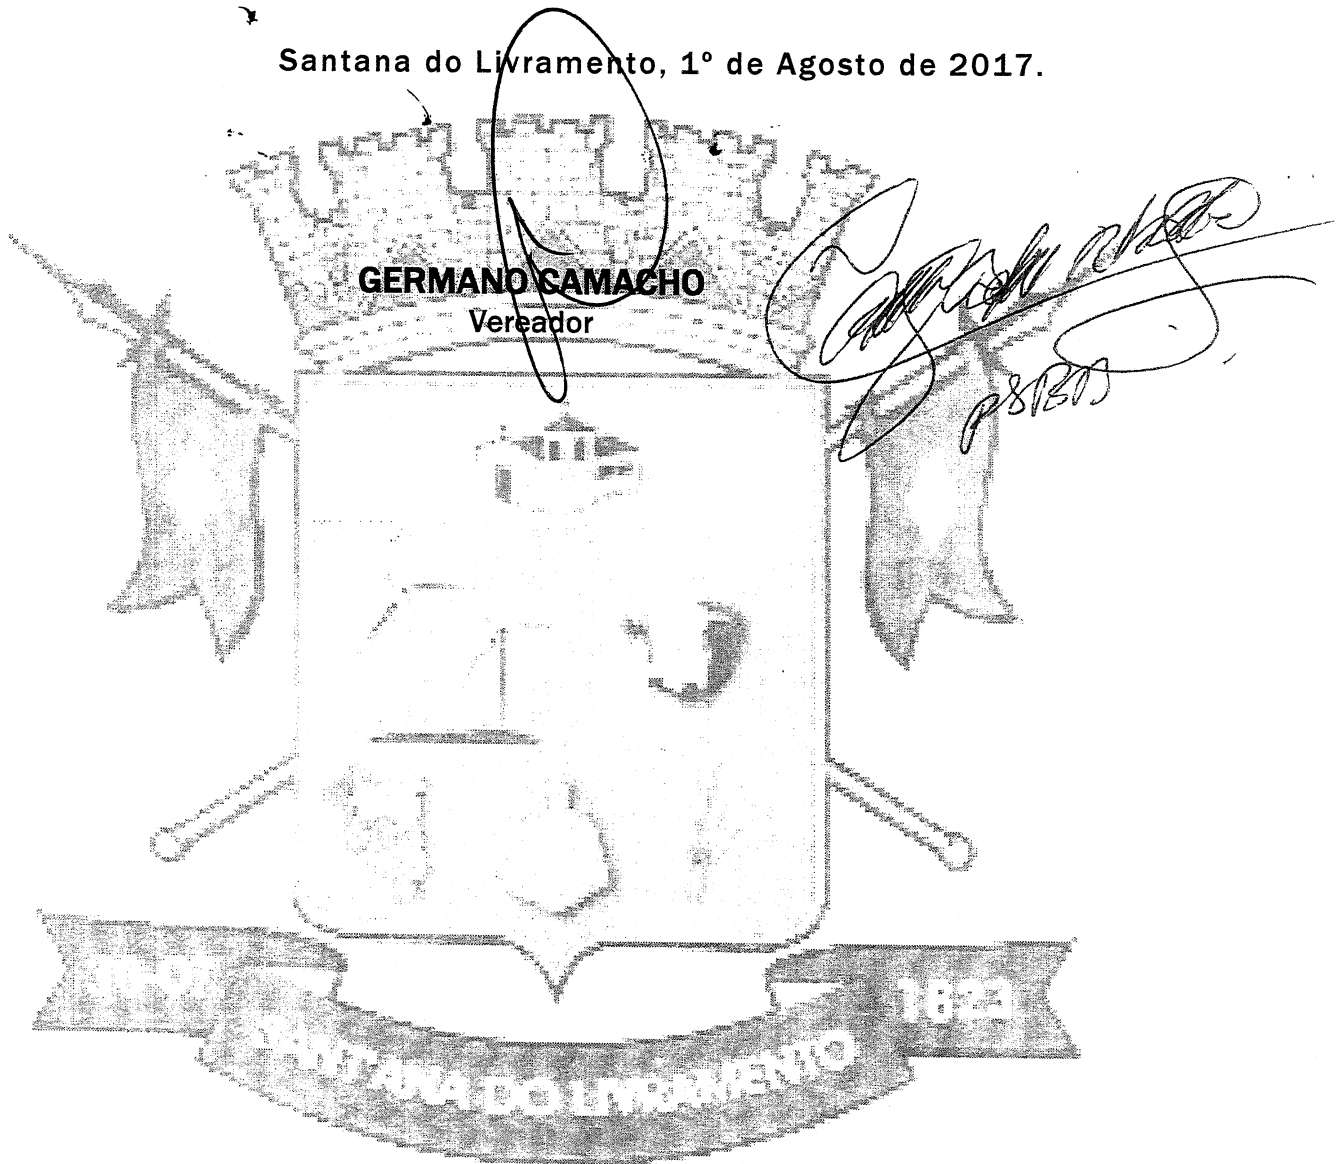 Santana do Livramento, 1º de Agosto de 2017.
GERMANO CAMACHO
Vereador
1823
SANTANA DO LIVRAMENTO